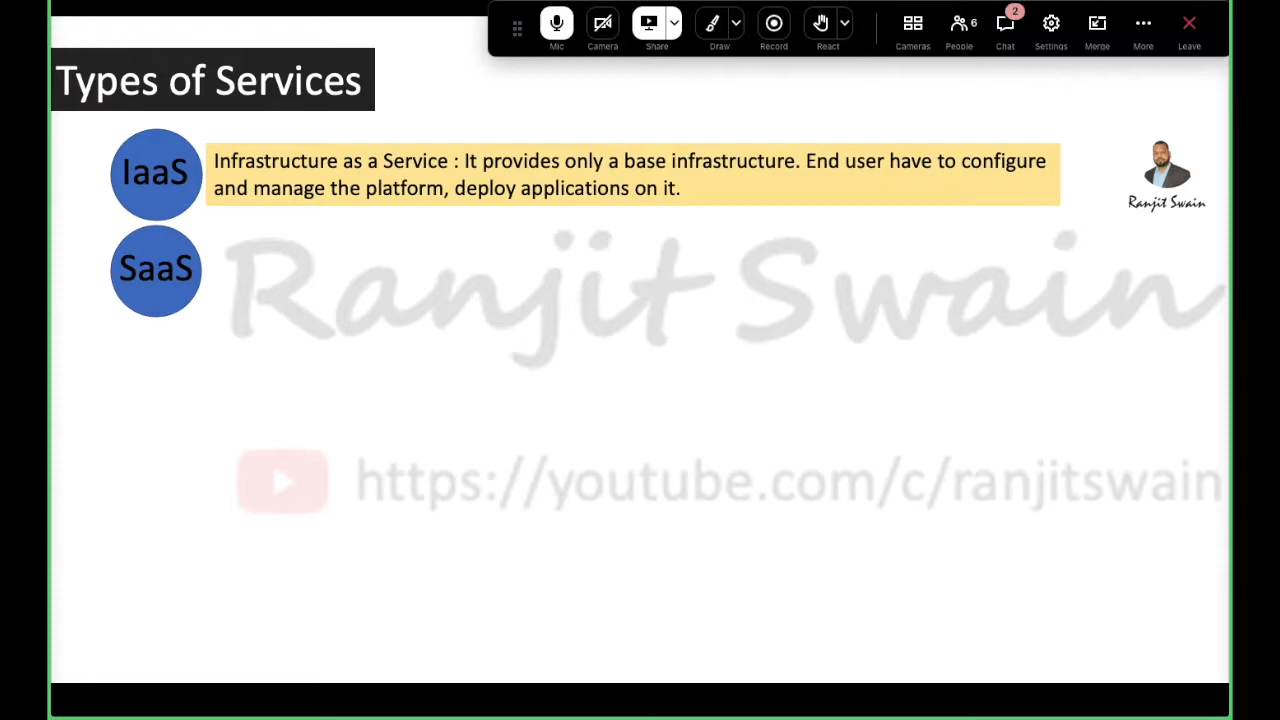 Mic Camera Share Draw Record React Cameras People 6 Chat 2 Settings Merge More Leave
Types of Services
IaaS
Infrastructure as a Service : It provides only a base infrastructure. End user have to configure
and manage the platform, deploy applications on it.
Ranjit Swain
SaaS
Ranjit Swain
https://youtube.com/c/ranjitswain